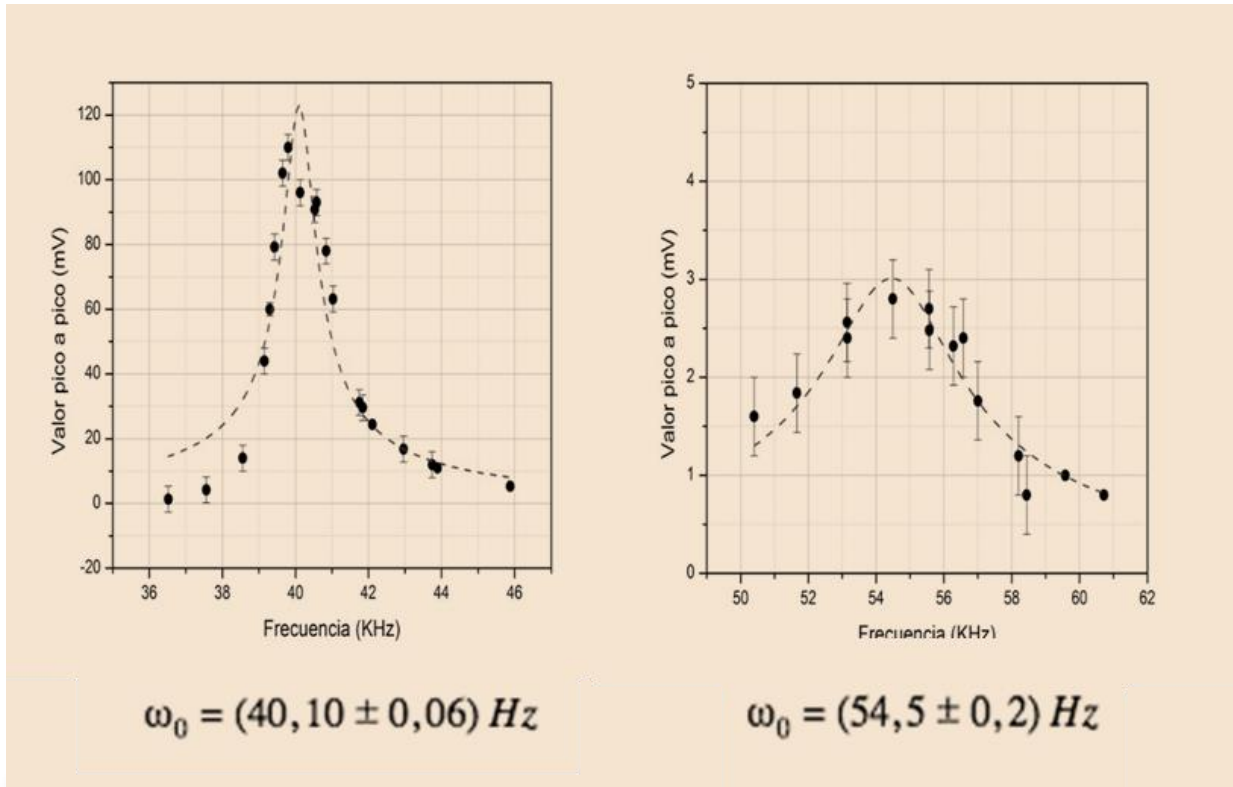 Valor pico a pico (mV)
120
100
80
60
40
20
0
-20
36 38 40 42 44 46
Frecuencia (KHz)
ω₀ = (40,10 ± 0,06) Hz
Valor pico a pico (mV)
5
4
3
2
1
0
50 52 54 56 58 60 62
Frecuencia (KHz)
ω₀ = (54,5 ± 0,2) Hz